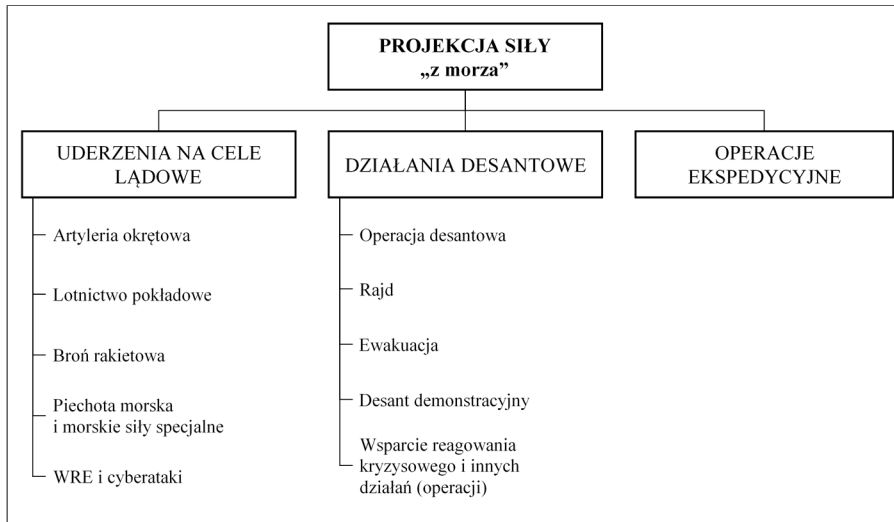 PROJEKCJA SIŁY
„z morza”
UDERZENIA NA CELE
LĄDOWE
Artyleria okrętowa
Lotnictwo pokładowe
Broń rakietowa
Piechota morska
i morskie siły specjalne
WRE i cyberataki
DZIAŁANIA DESANTOWE
Operacja desantowa
Rajd
Ewakuacja
Desant demonstracyjny
Wsparcie reagowania
kryzysowego i innych
działań (operacji)
OPERACJE
EKSPEDYCYJNE